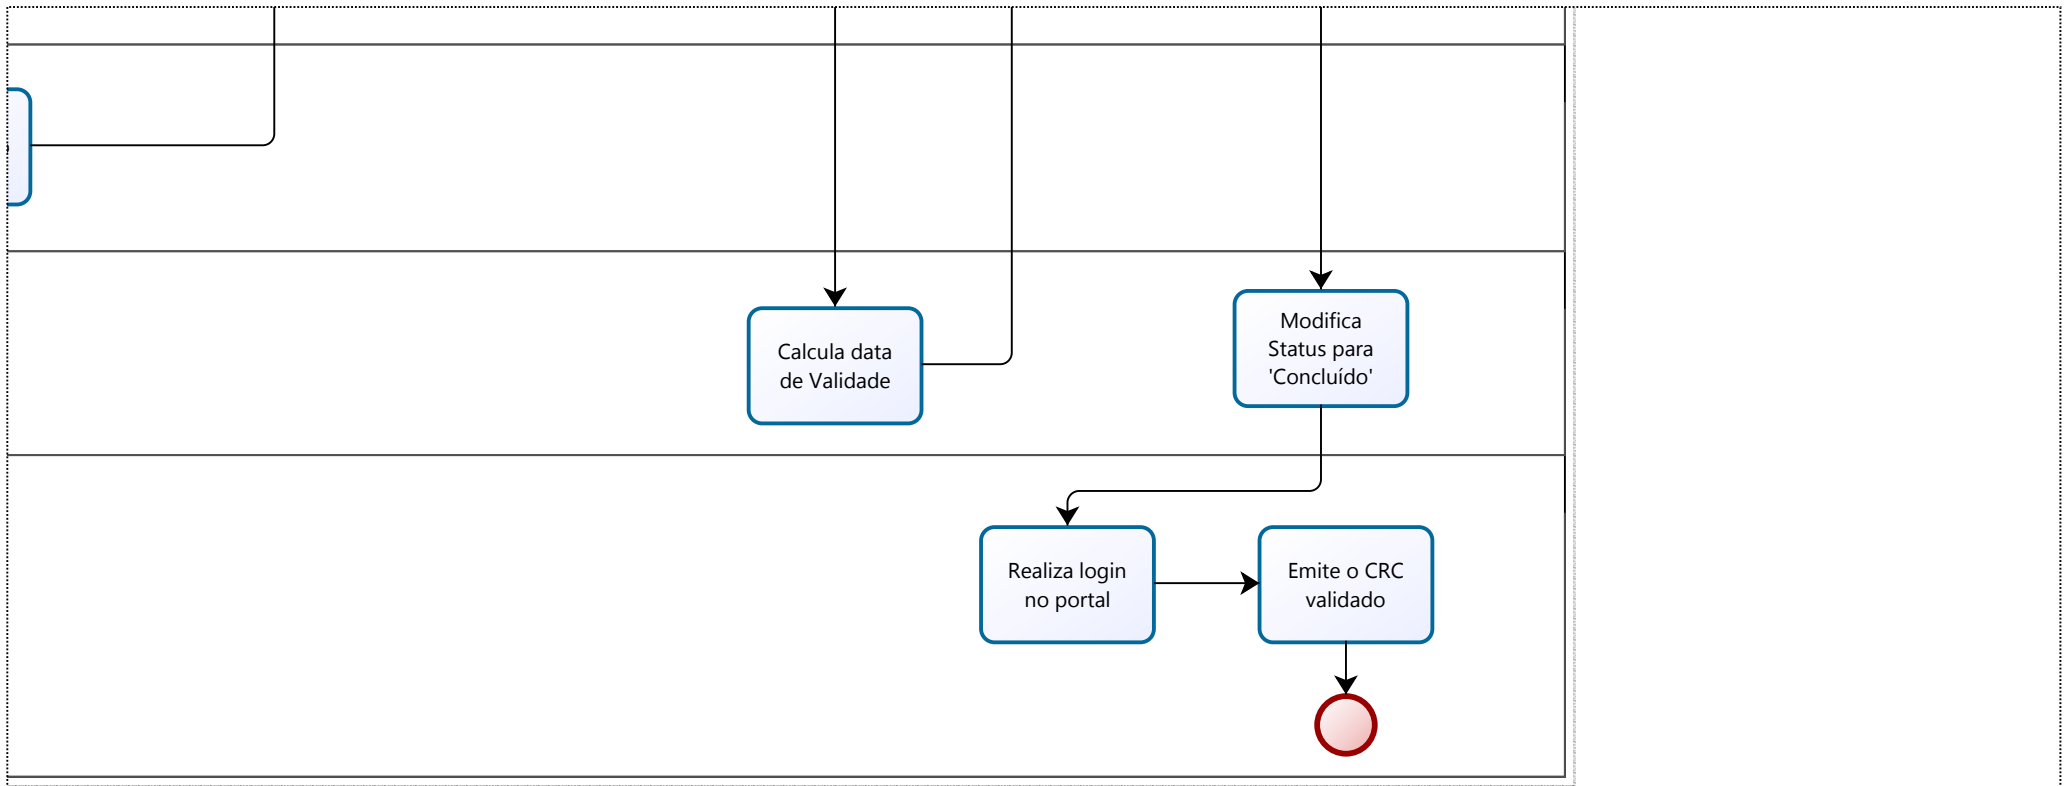 Calcula data
de Validade
Modifica
Status para
'Concluído'
Realiza login
no portal
Emite o CRC
validado